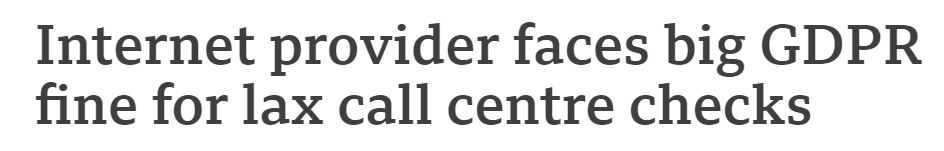 Internet provider faces big GDPR
fine for lax call centre checks